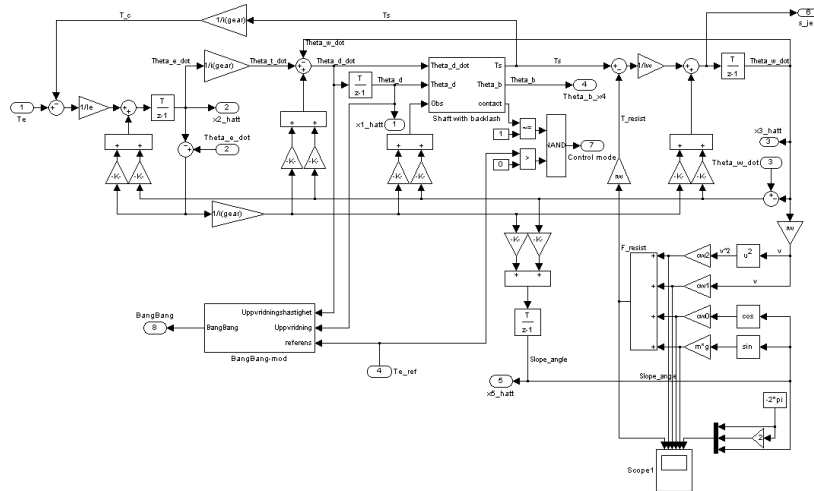 T_c
1/i(gear)
Ts
6
s_je
Theta_w_dot
Theta_e_dot
1/i(gear)
Theta_t_dot
Theta_d_dot
Theta_d_dot
Ts
Ts
1
Te
1/Ie
T
z-1
T
z-1
Theta_d
Theta_d
Theta_b
Theta_b
4
Theta_b_x4
1/Iw
T
z-1
Theta_w_dot
2
x2_hatt
Obs
contact
Shaft with backlash
1
x1_hatt
T_resist
Theta_e_dot
2
1
~=
0
>
NAND
7
Control mode
x3_hatt
3
Theta_w_dot
3
-K-
-K-
-K-
-K-
-K-
-K-
-K-
-K-
rw
1/i(gear)
-K-
-K-
rw
F_resist
cw2
v^2
u²
v
cw1
v
cw0
cos
m*g
sin
BangBang
8
Uppvridningshastighet
BangBang
Uppvridning
referens
BangBang-mod
T
z-1
Slope_angle
4
Te_ref
5
x5_hatt
Slope_angle
-2*pi
2
Scope1